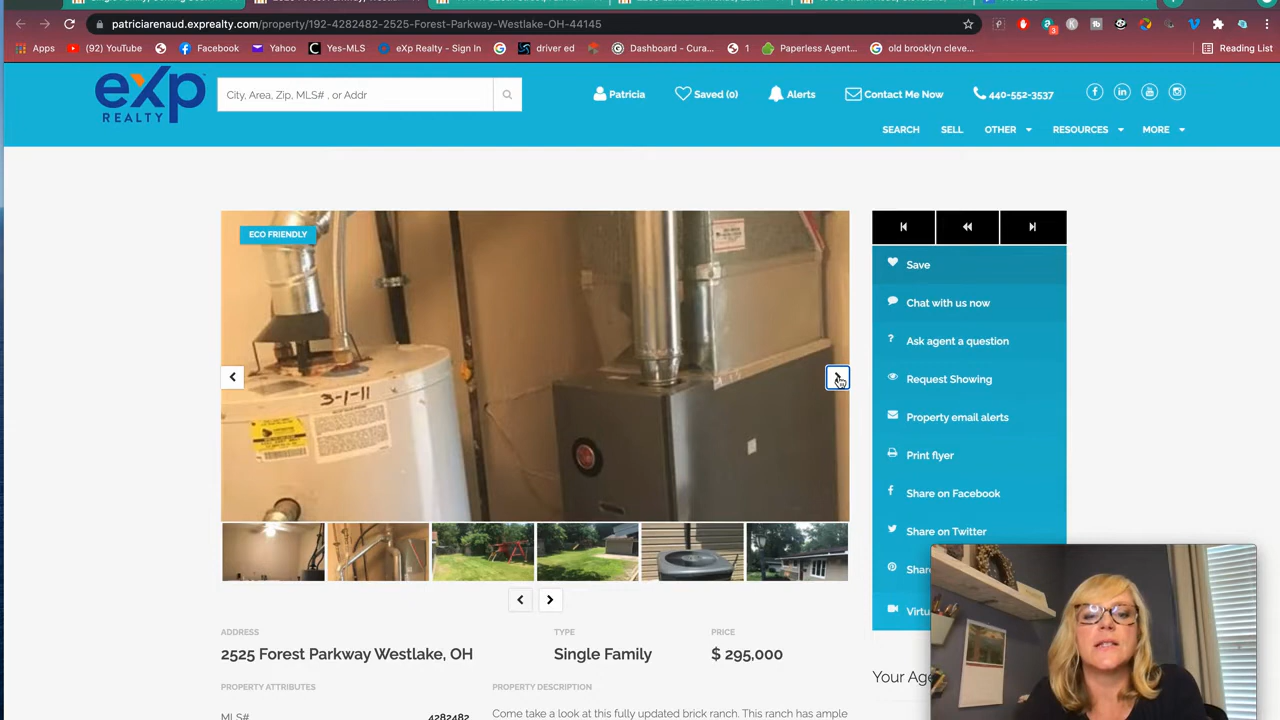 patriciarenaud.exprealty.com/property/192-4282482-2525-Forest-Parkway-Westlake-OH-44145
Apps
(92) YouTube
Facebook
Yahoo
Yes-MLS
eXp Realty - Sign In
driver ed
Dashboard - Cura...
1
Paperless Agent...
old brooklyn cleve...
Reading List
eXp
REALTY
City, Area, Zip, MLS# , or Addr
Patricia
Saved (0)
Alerts
Contact Me Now
440-552-3537
SEARCH
SELL
OTHER
RESOURCES
MORE
ECO FRIENDLY
3-1-11
Save
Chat with us now
Ask agent a question
Request Showing
Property email alerts
Print flyer
Share on Facebook
Share on Twitter
Shar
Virtu
ADDRESS
TYPE
PRICE
2525 Forest Parkway Westlake, OH
Single Family
$ 295,000
Your Age
PROPERTY ATTRIBUTES
PROPERTY DESCRIPTION
MLS#
4282482
Come take a look at this fully updated brick ranch. This ranch has ample